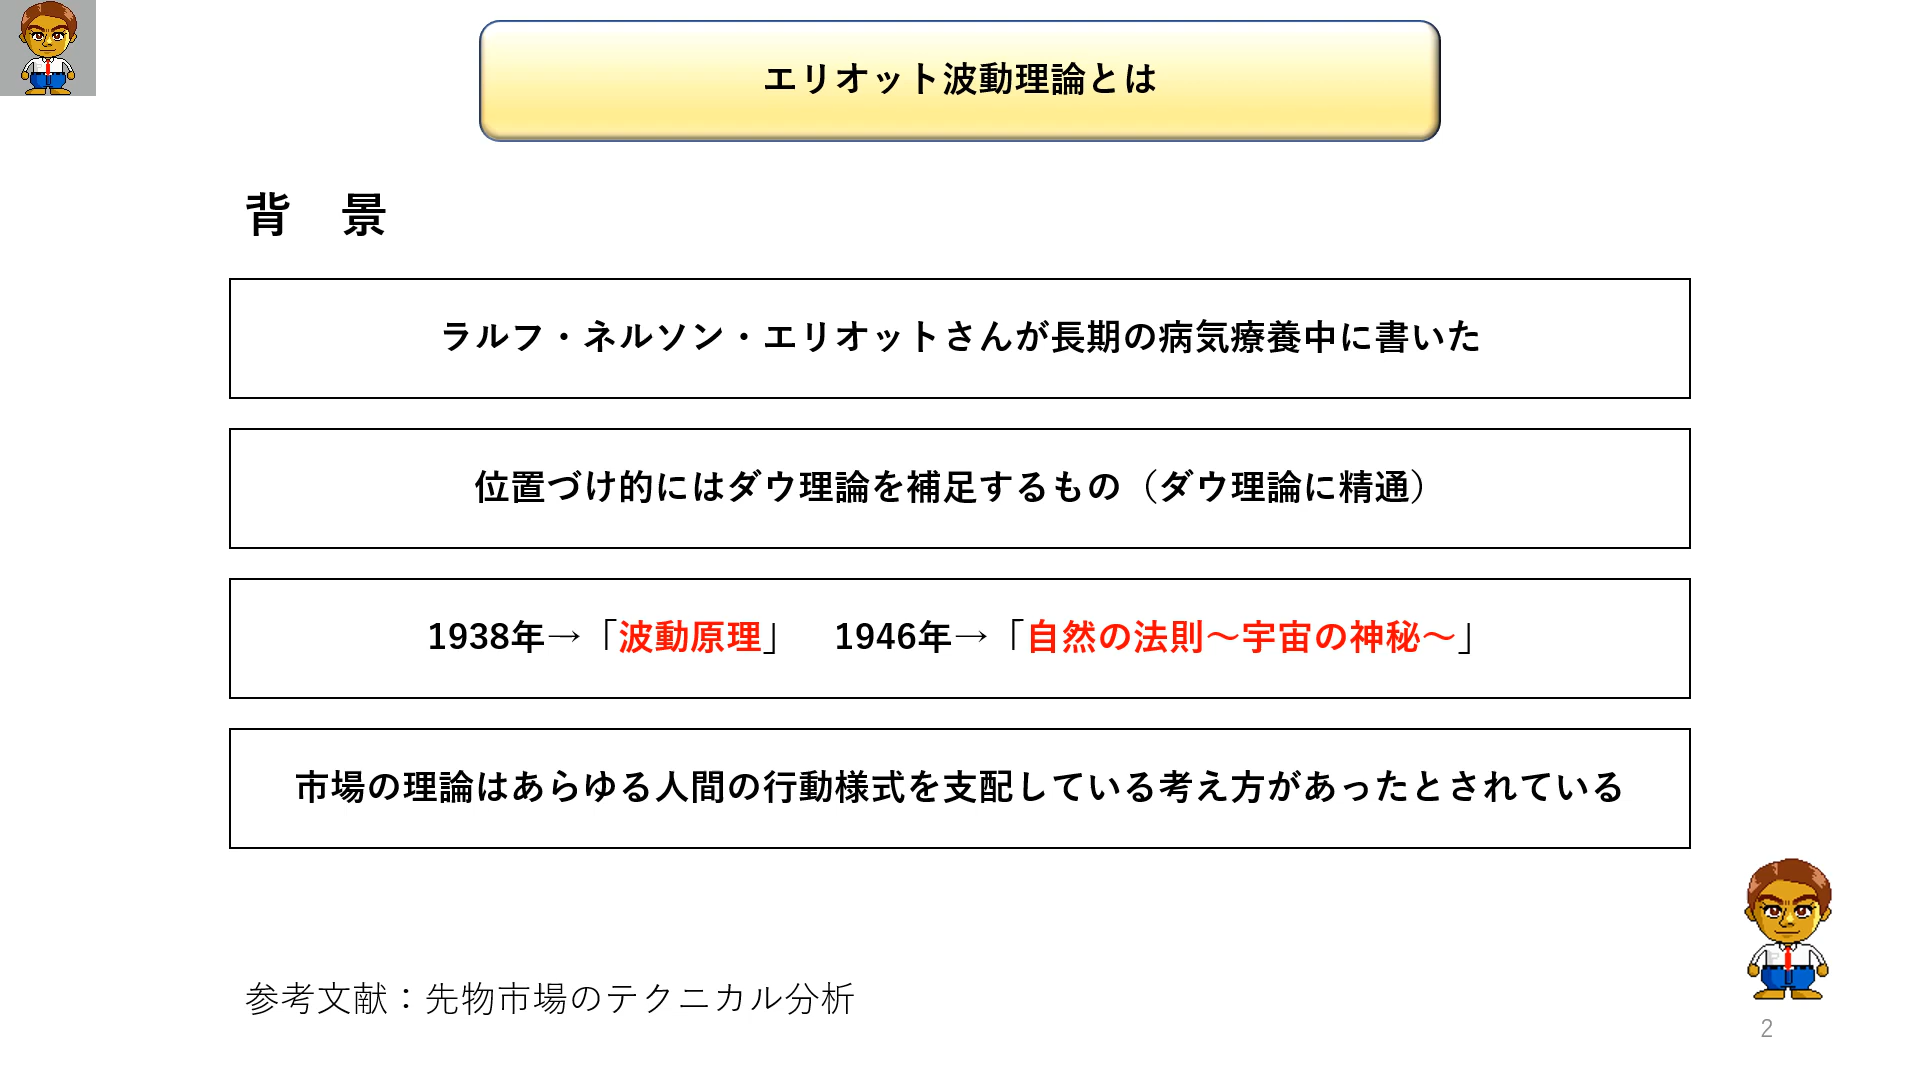 エリオット波動理論とは
背　景
ラルフ・ネルソン・エリオットさんが長期の病気療養中に書いた
位置づけ的にはダウ理論を補足するもの（ダウ理論に精通）
1938年→「波動原理」　1946年→「自然の法則～宇宙の神秘～」
市場の理論はあらゆる人間の行動様式を支配している考え方があったとされている
参考文献：先物市場のテクニカル分析
2